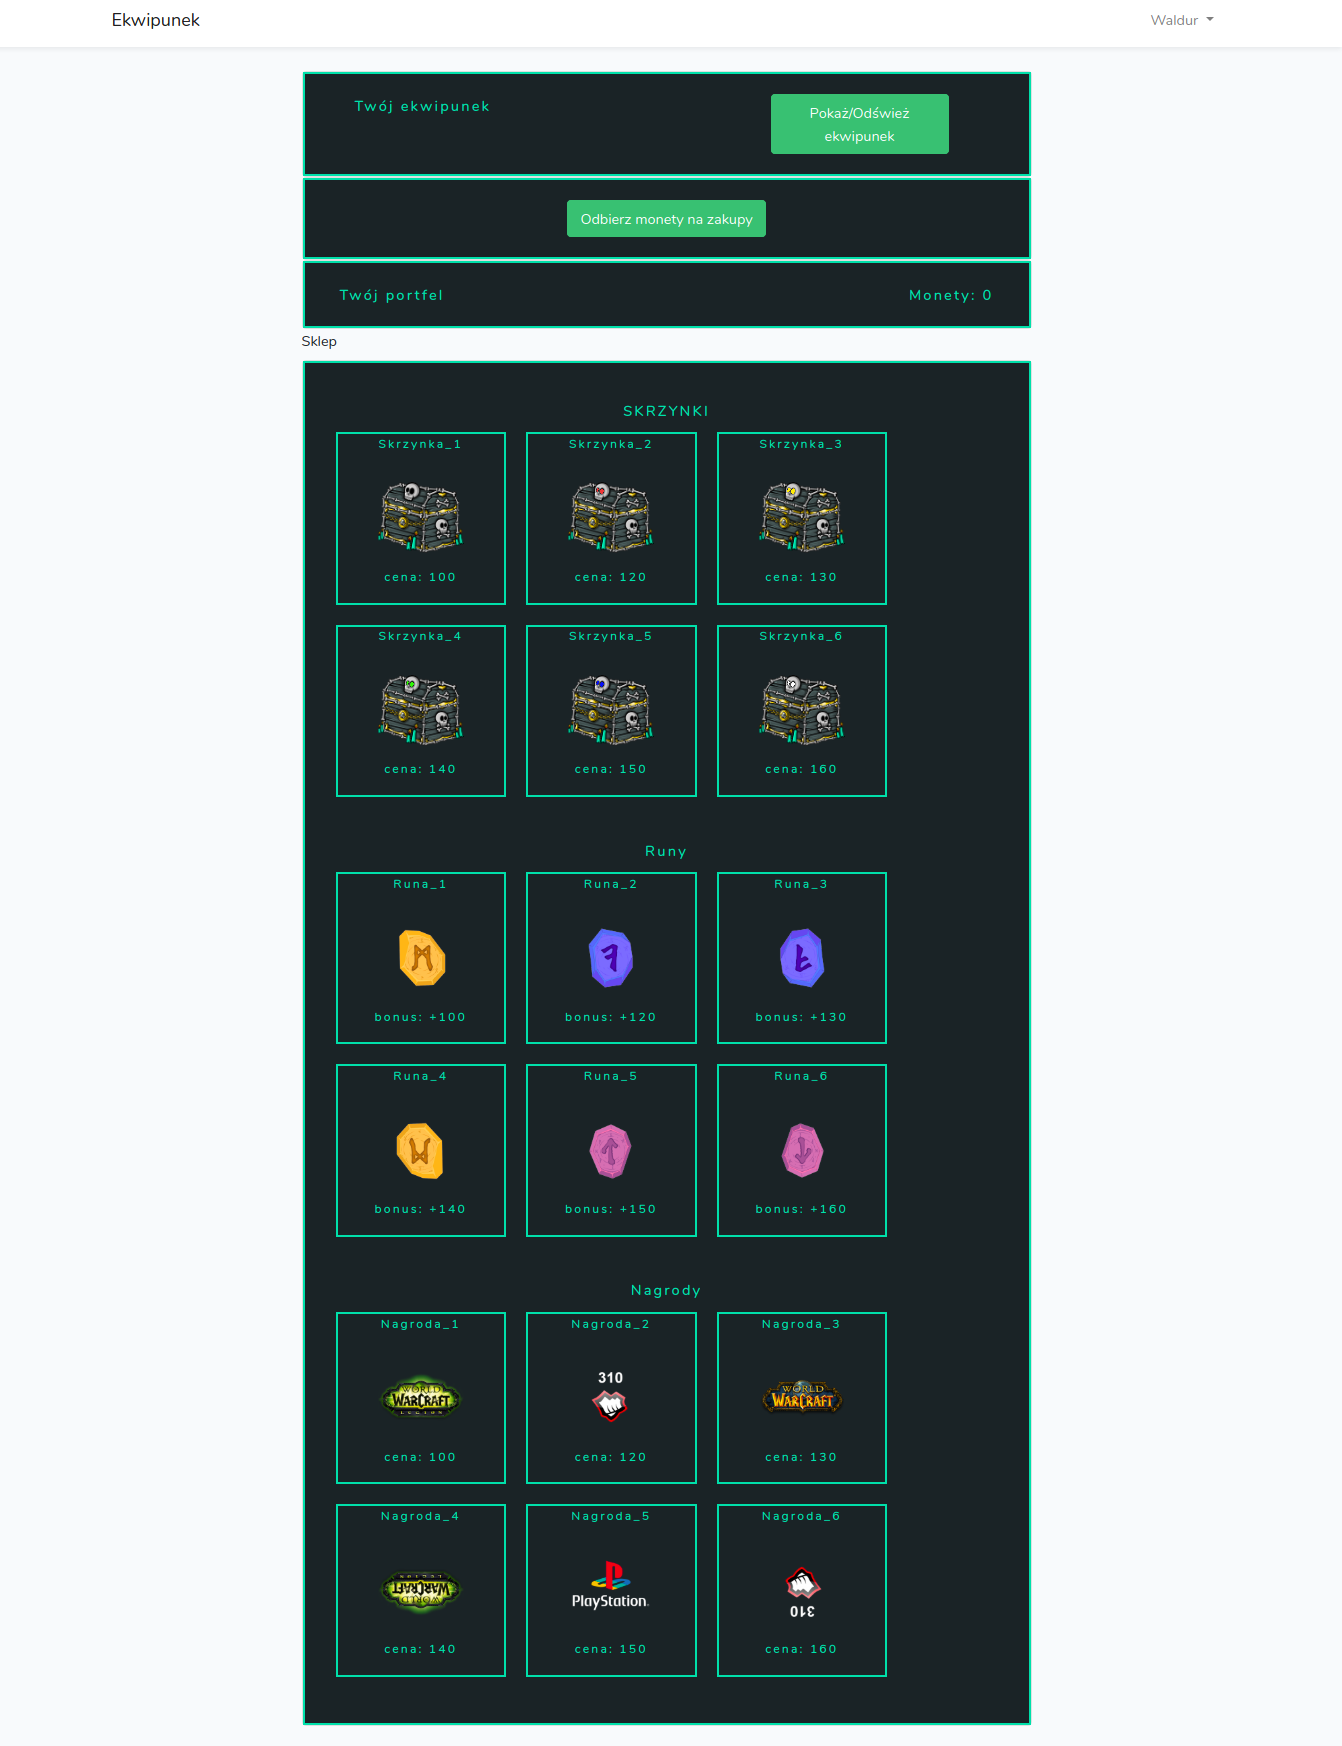 Ekwipunek
Waldur
Twój ekwipunek
Pokaż/Odśwież
ekwipunek
Odbierz monety na zakupy
Twój portfel
Monety: 0
Sklep
SKRZYNKI
Skrzynka_1
Skrzynka_2
Skrzynka_3
cena: 100
cena: 120
cena: 130
Skrzynka_4
Skrzynka_5
Skrzynka_6
cena: 140
cena: 150
cena: 160
Runy
Runa_1
Runa_2
Runa_3
bonus: +100
bonus: +120
bonus: +130
Runa_4
Runa_5
Runa_6
bonus: +140
bonus: +150
bonus: +160
Nagrody
Nagroda_1
Nagroda_2
Nagroda_3
WORLD
WARCRAFT
LEGION
310
WORLD
WARCRAFT
cena: 100
cena: 120
cena: 130
Nagroda_4
Nagroda_5
Nagroda_6
LEGION
WARCRAFT
WORLD
PlayStation
310
cena: 140
cena: 150
cena: 160